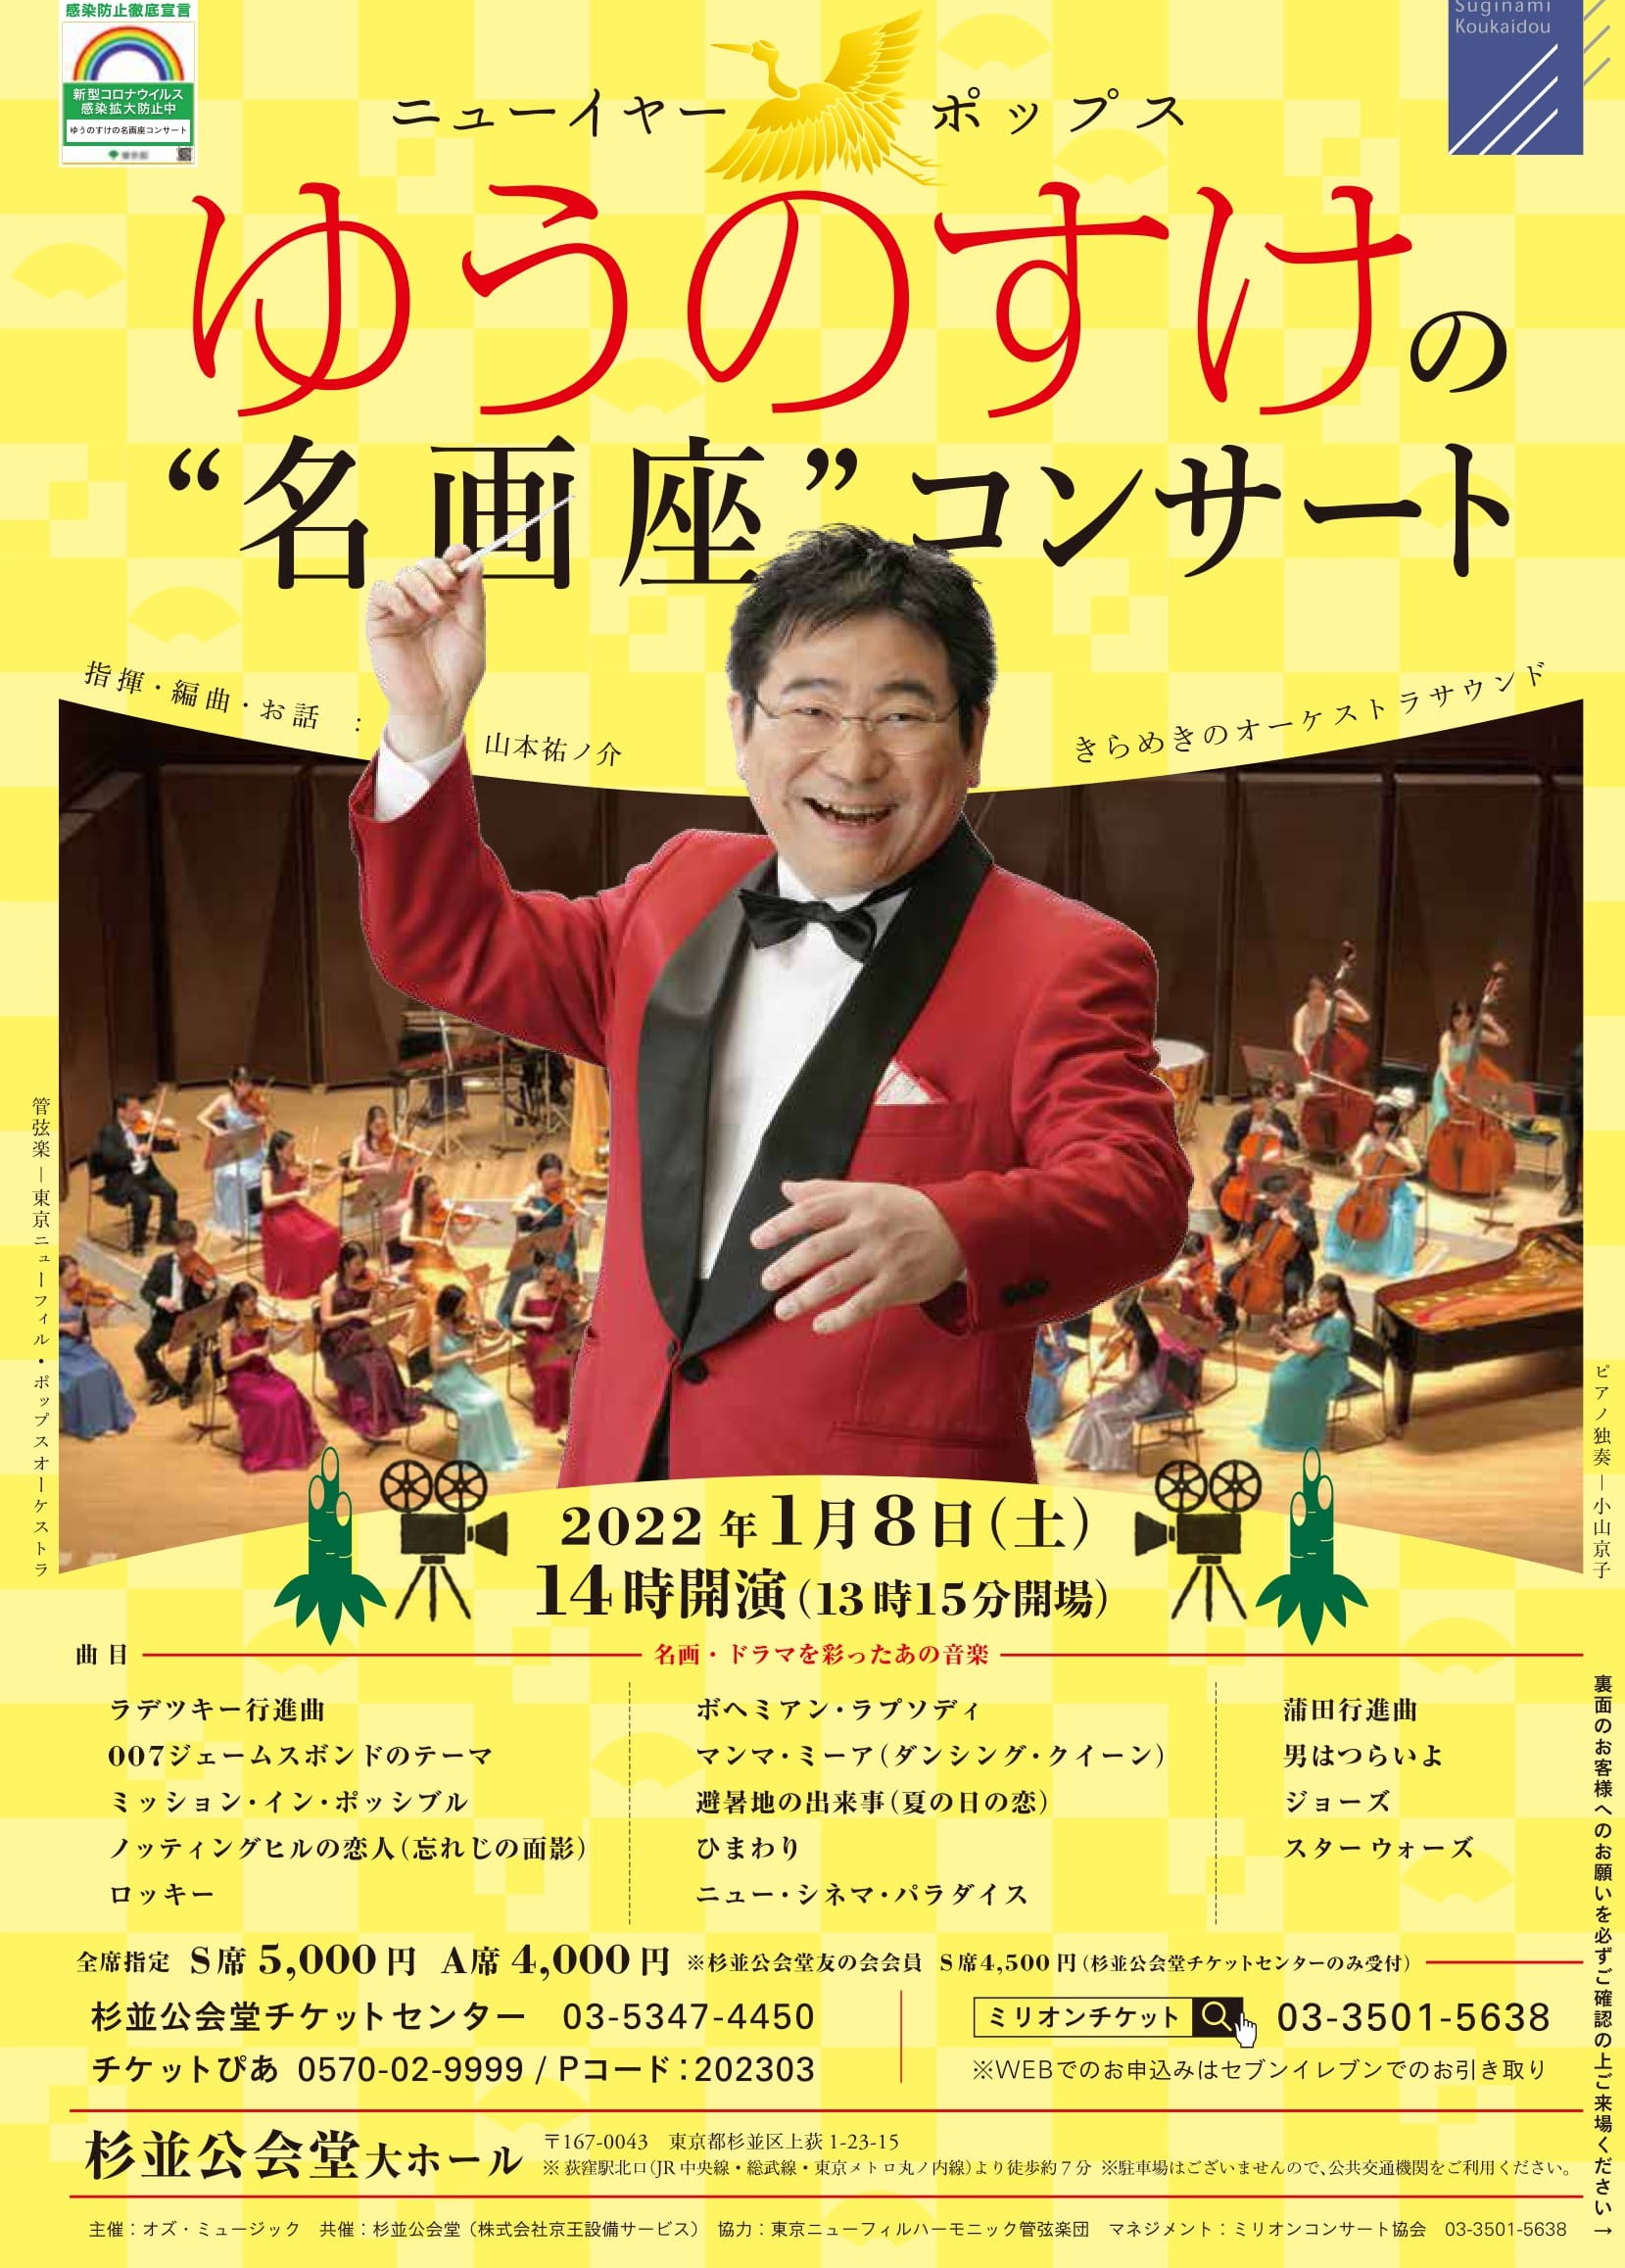 感染防止徹底宣言
新型コロナウイルス
感染拡大防止中
ゆうのすけの名画座コンサート
Suginami
Koukaidou
ニューイヤー ポップス
ゆうのすけの
“名画座”コンサート
指揮・編曲・お話 : 山本祐ノ介
きらめきのオーケストラサウンド
管弦楽―東京ニューフィル・ポップスオーケストラ
ピアノ独奏―小山京子
2022年1月8日(土)
14時開演(13時15分開場)
曲目
名画・ドラマを彩ったあの音楽
ラデツキー行進曲
007ジェームスボンドのテーマ
ミッション・イン・ポッシブル
ノッティングヒルの恋人(忘れじの面影)
ロッキー
ボヘミアン・ラプソディ
マンマ・ミーア(ダンシング・クイーン)
避暑地の出来事(夏の日の恋)
ひまわり
ニュー・シネマ・パラダイス
蒲田行進曲
男はつらいよ
ジョーズ
スター ウォーズ
全席指定 S席 5,000円 A席 4,000円 ※杉並公会堂友の会会員 S席4,500円(杉並公会堂チケットセンターのみ受付)
杉並公会堂チケットセンター 03-5347-4450
チケットぴあ 0570-02-9999 / Pコード:202303
ミリオンチケット 03-3501-5638
※WEBでのお申込みはセブンイレブンでのお引き取り
杉並公会堂大ホール
〒167-0043 東京都杉並区上荻1-23-15
※荻窪駅北口(JR中央線・総武線・東京メトロ丸ノ内線)より徒歩約7分 ※駐車場はございませんので、公共交通機関をご利用ください。
主催:オズ・ミュージック 共催:杉並公会堂(株式会社京王設備サービス) 協力:東京ニューフィルハーモニック管弦楽団 マネジメント:ミリオンコンサート協会 03-3501-5638
裏面のお客様へのお願いを必ずご確認の上ご来場ください→